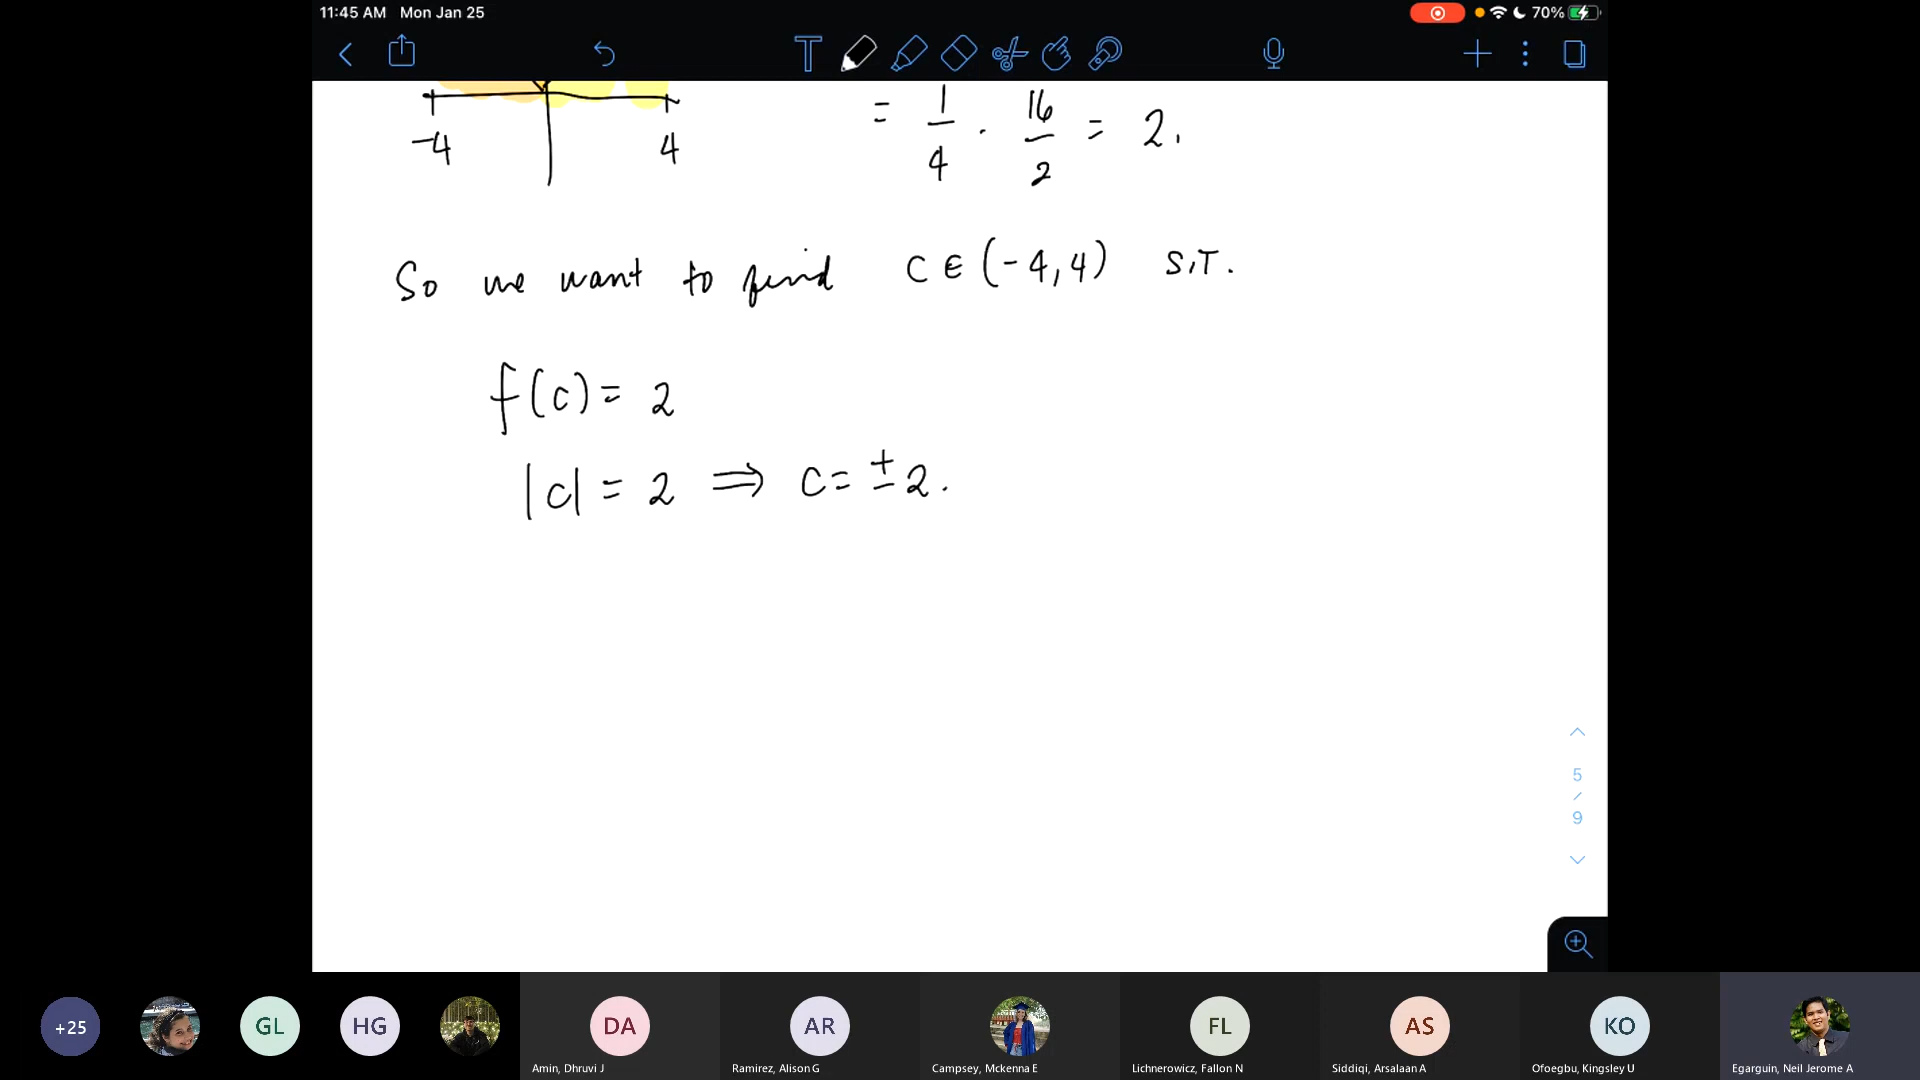 11:45 AM Mon Jan 25
70%
T
-4 4
= 1/4 · 16/2 = 2.
So we want to find C ∈ (-4,4) s.t.
f(c) = 2
|c| = 2 ⇒ c = ±2.
5
/
9
+25
GL
HG
DA
AR
FL
AS
KO
Amin, Dhruvi J
Ramirez, Alison G
Campsey, Mckenna E
Lichnerowicz, Fallon N
Siddiqi, Arsalaan A
Ofoegbu, Kingsley U
Egarguin, Neil Jerome A